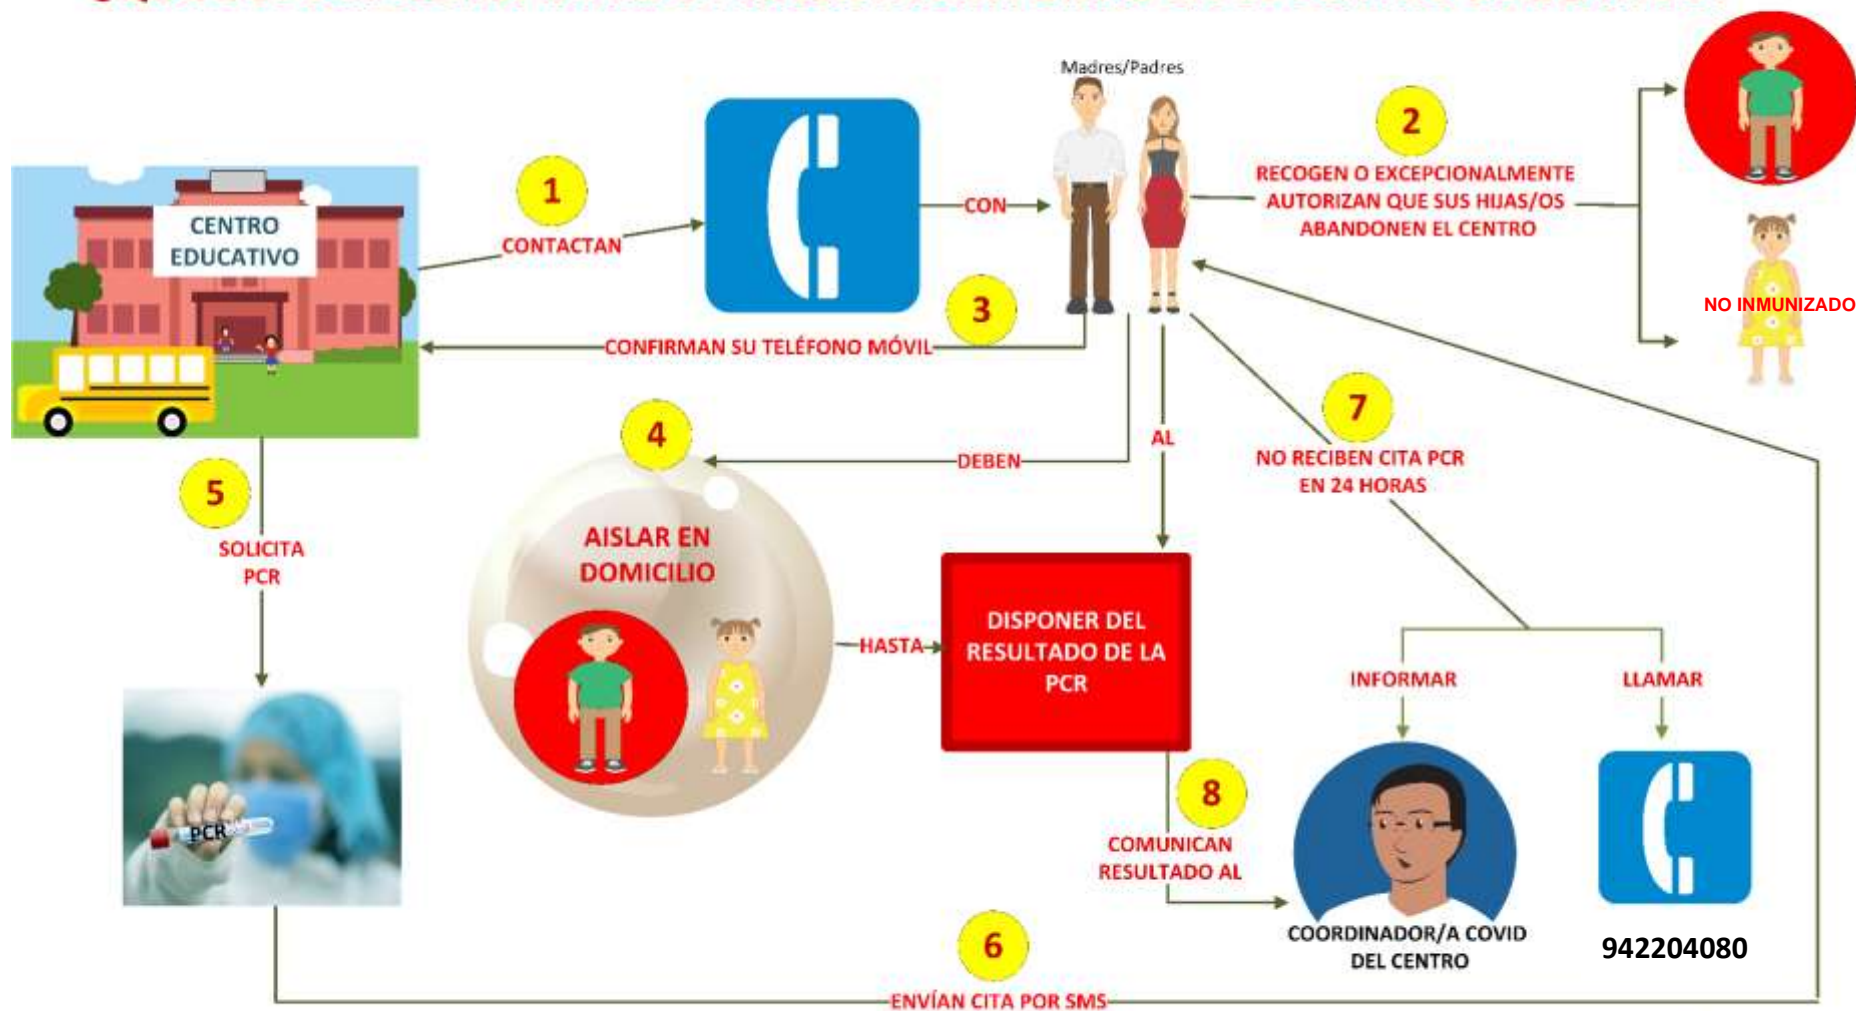 Madres/Padres
2
1
CENTRO
EDUCATIVO
CONTACTAN
CON
RECOGEN O EXCEPCIONALMENTE
AUTORIZAN QUE SUS HIJAS/OS
ABANDONEN EL CENTRO
NO INMUNIZADO
3
CONFIRMAN SU TELÉFONO MÓVIL
4
DEBEN
AL
7
NO RECIBEN CITA PCR
EN 24 HORAS
5
SOLICITA
PCR
AISLAR EN
DOMICILIO
HASTA
DISPONER DEL
RESULTADO DE LA
PCR
INFORMAR
LLAMAR
PCR
8
COMUNICAN
RESULTADO AL
COORDINADOR/A COVID
DEL CENTRO
942204080
6
ENVÍAN CITA POR SMS